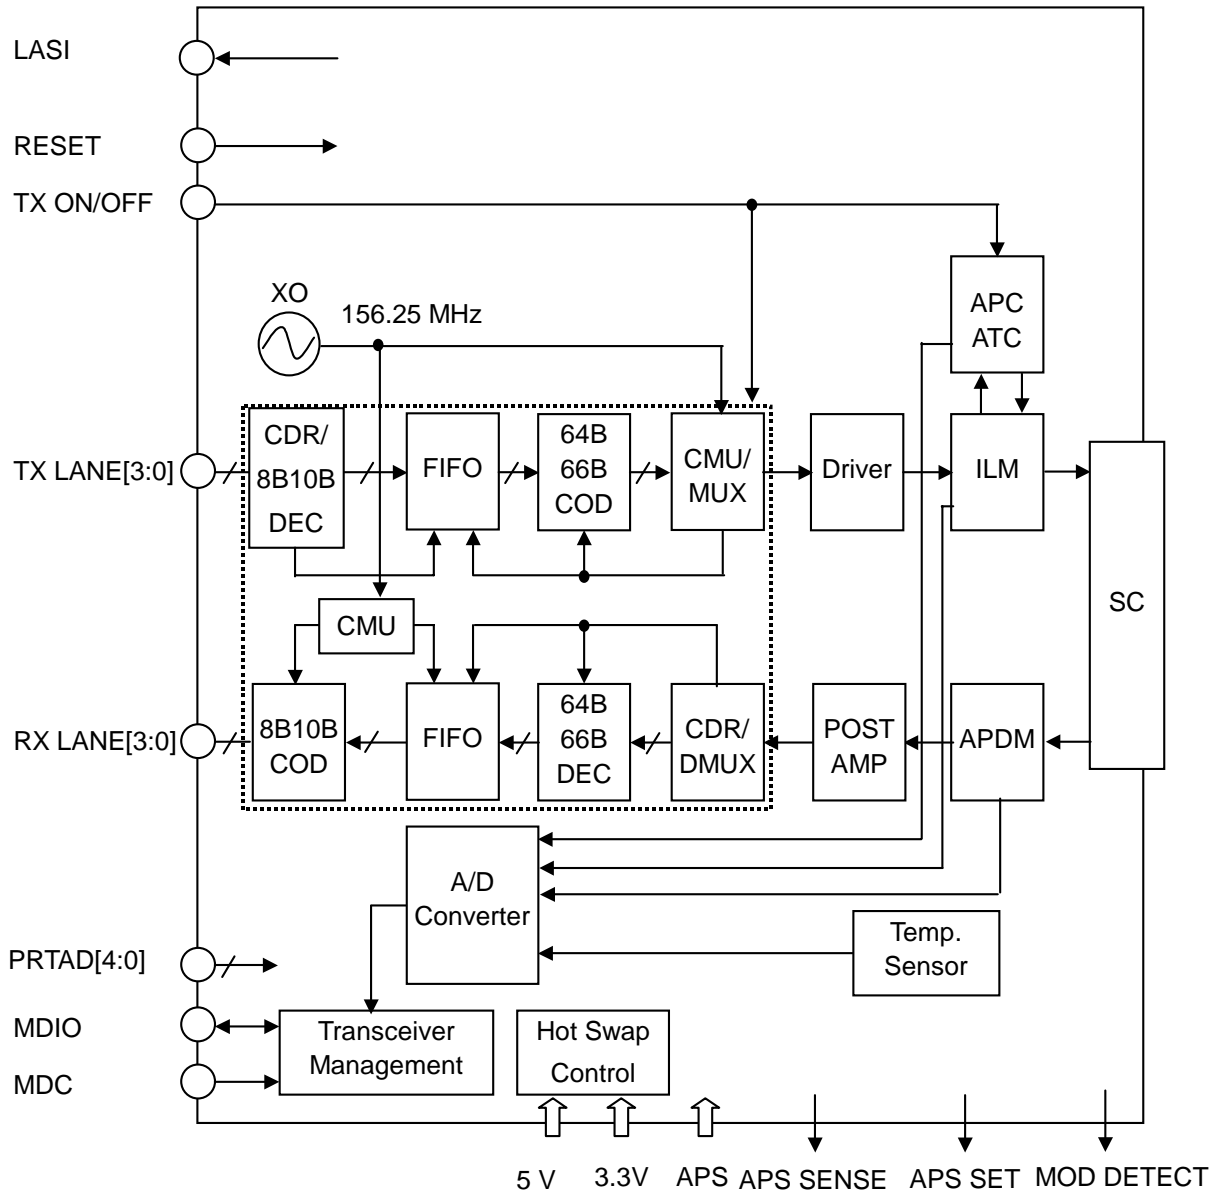 LASI
RESET
TX ON/OFF
XO
156.25 MHz
APC
ATC
TX LANE[3:0]
CDR/
8B10B
DEC
FIFO
64B
66B
COD
CMU/
MUX
Driver
ILM
SC
CMU
RX LANE[3:0]
8B10B
COD
FIFO
64B
66B
DEC
CDR/
DMUX
POST
AMP
APDM
A/D
Converter
Temp.
Sensor
PRTAD[4:0]
MDIO
MDC
Transceiver
Management
Hot Swap
Control
5 V
3.3V
APS
APS SENSE
APS SET
MOD DETECT